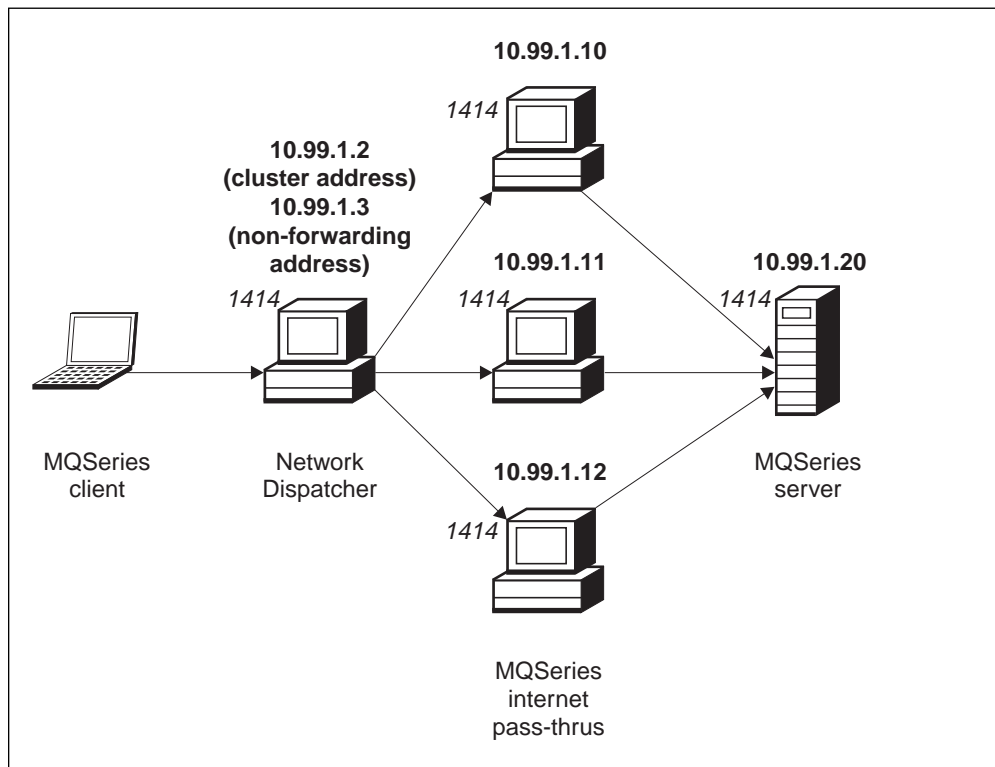 10.99.1.10
1414
10.99.1.2
(cluster address)
10.99.1.3
(non-forwarding
address)
1414
10.99.1.11
1414
10.99.1.20
1414
MQSeries
client
Network
Dispatcher
10.99.1.12
1414
MQSeries
server
MQSeries
internet
pass-thrus